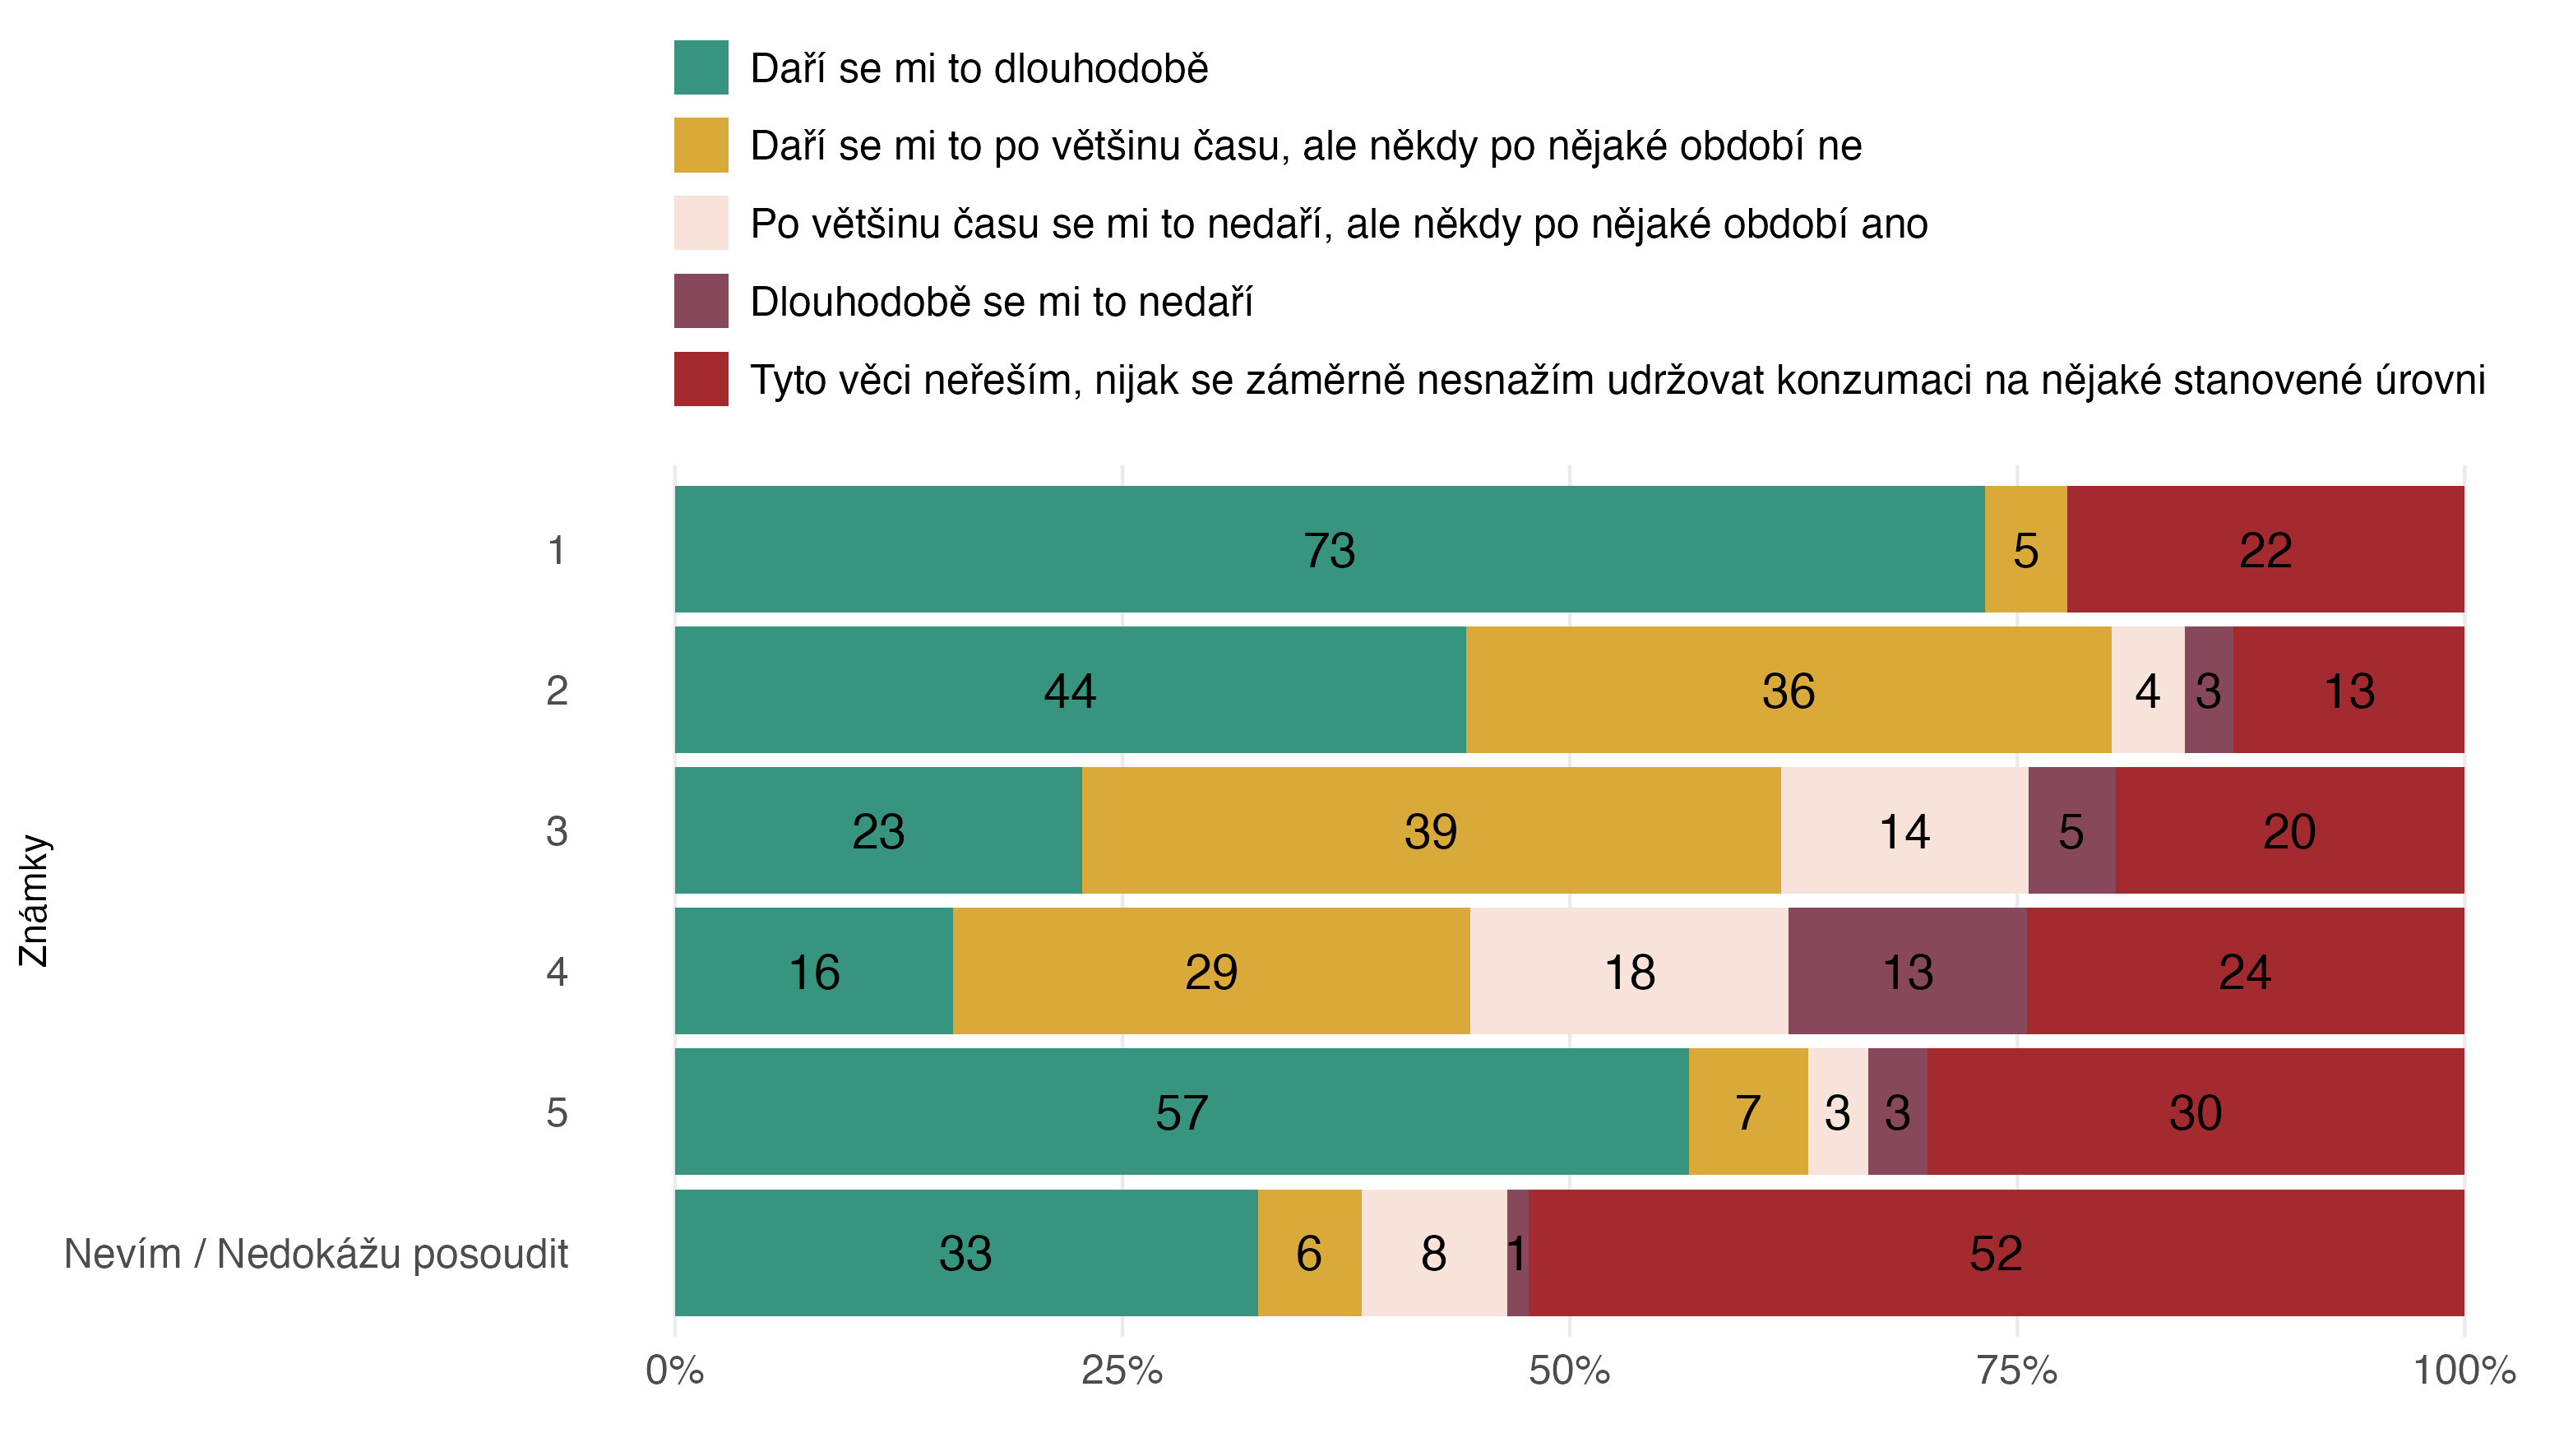 Daří se mi to dlouhodobě
Daří se mi to po většinu času, ale někdy po nějaké období ne
Po většinu času se mi to nedaří, ale někdy po nějaké období ano
Dlouhodobě se mi to nedaří
Tyto věci neřeším, nijak se záměrně nesnažím udržovat konzumaci na nějaké stanovené úrovni
Známky
1 73 5 22
2 44 36 4 3 13
3 23 39 14 5 20
4 16 29 18 13 24
5 57 7 3 3 30
Nevím / Nedokážu posoudit 33 6 8 1 52
0% 25% 50% 75% 100%